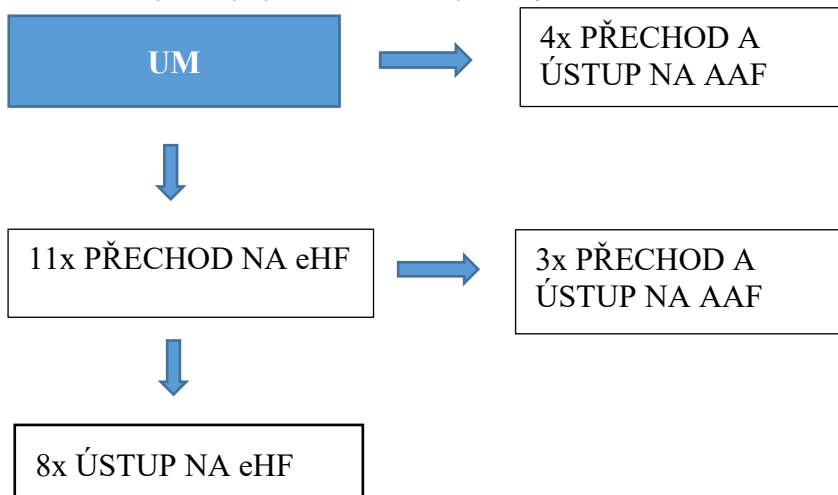 UM
4x PŘECHOD A
ÚSTUP NA AAF
11x PŘECHOD NA eHF
3x PŘECHOD A
ÚSTUP NA AAF
8x ÚSTUP NA eHF